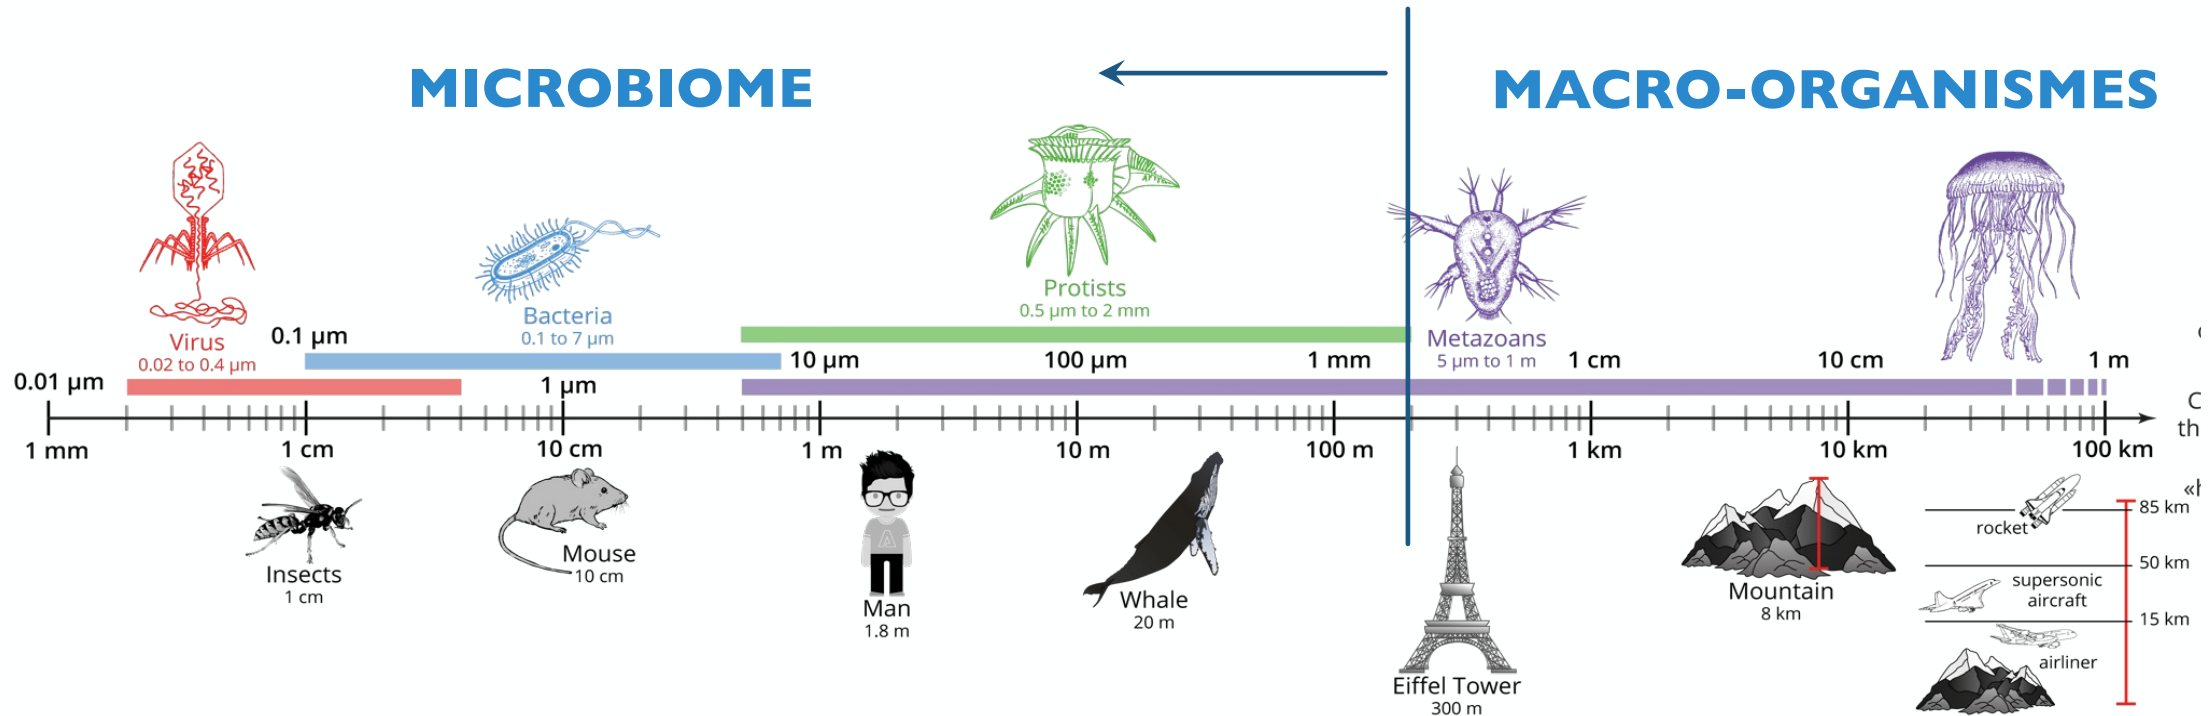 MICROBIOME
MACRO-ORGANISMES
Virus
0.02 to 0.4 µm
Bacteria
0.1 to 7 µm
Protists
0.5 µm to 2 mm
Metazoans
5 µm to 1 m
0.01 µm
0.1 µm
1 µm
10 µm
100 µm
1 mm
1 cm
10 cm
1 m
1 mm
1 cm
10 cm
1 m
10 m
100 m
1 km
10 km
100 km
Insects
1 cm
Mouse
10 cm
Man
1.8 m
A
Whale
20 m
Eiffel Tower
300 m
Mountain
8 km
rocket
85 km
50 km
supersonic
aircraft
15 km
airliner
C
th
«h